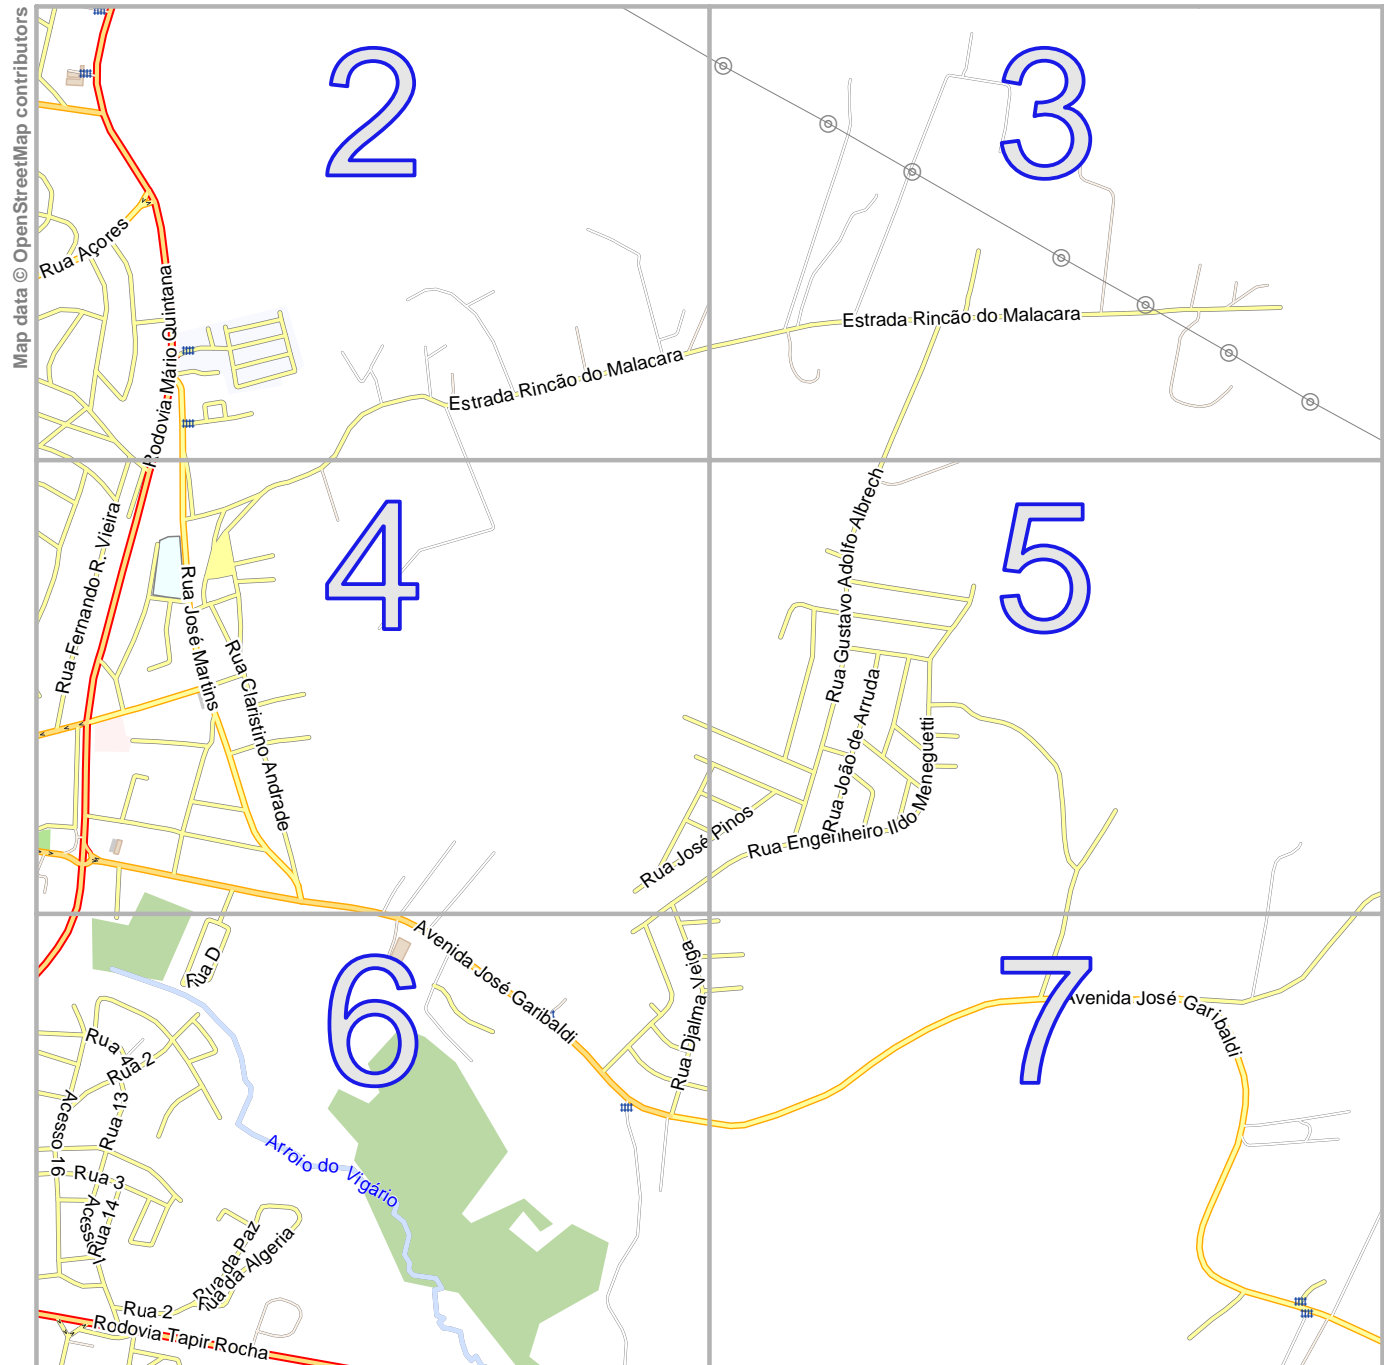 Map data © OpenStreetMap contributors
2
3
Rua Açores
Rodovia Mário Quintana
Estrada Rincão do Malacara
Estrada Rincão do Malacara
4
5
Rua Fernando R. Vieira
Rua José Martins
Rua Claristino Andrade
Rua Gustavo Adolfo Albrech
Rua João de Arruda
Rua Engenheiro Ildo Meneguetti
Rua José Pinos
6
7
Rua D
Avenida José Garibaldi
Rua Djalma Veiga
Avenida José Garibaldi
Rua 4
Rua 2
Rua 13
Acesso 16
Rua 3
Acesso
Rua 14
Arroio do Vigário
Rua da Paz
Rua da Algeria
Rua 2
Rodovia Tapir Rocha